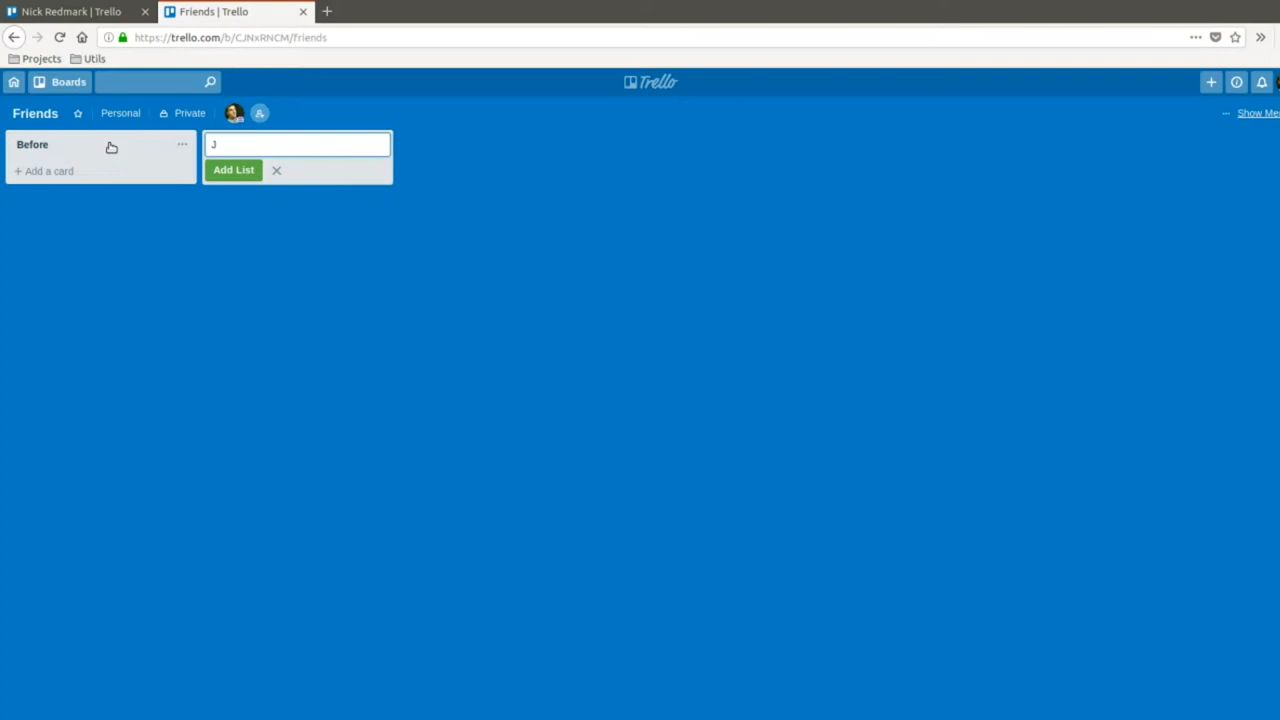 Nick Redmark | Trello
Friends | Trello
https://trello.com/b/CJNxRNCM/friends
Projects
Utils
Boards
Trello
Friends
Personal
Private
Show Me
Before
+ Add a card
J
Add List